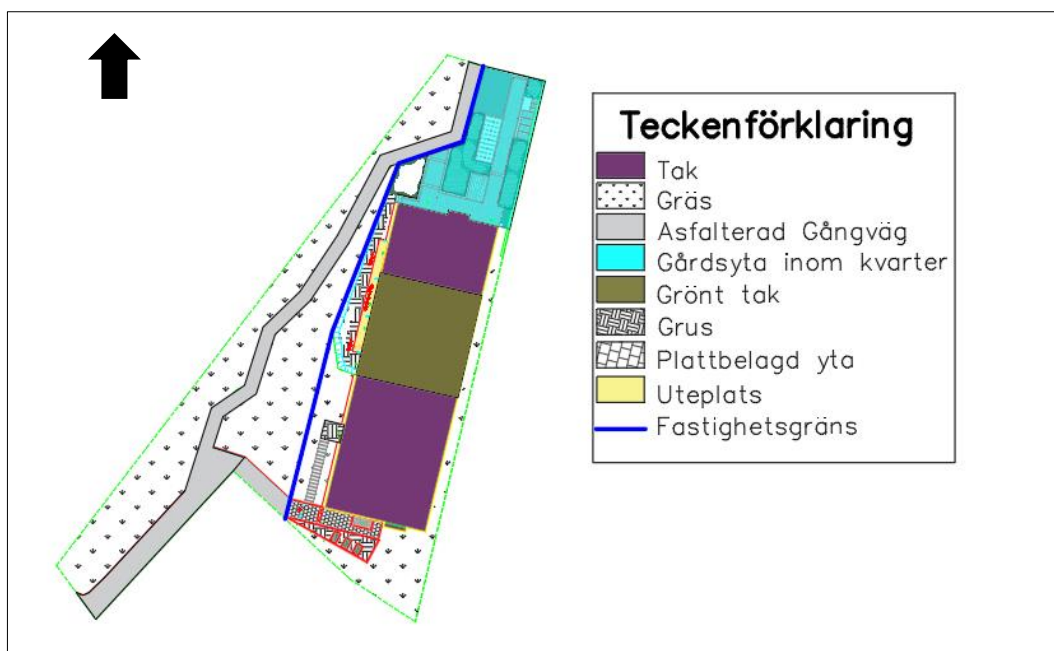 Teckenförklaring
Tak
Gräs
Asfalterad Gångväg
Gårdsyta inom kvarter
Grönt tak
Grus
Plattbelagd yta
Uteplats
Fastighetsgräns